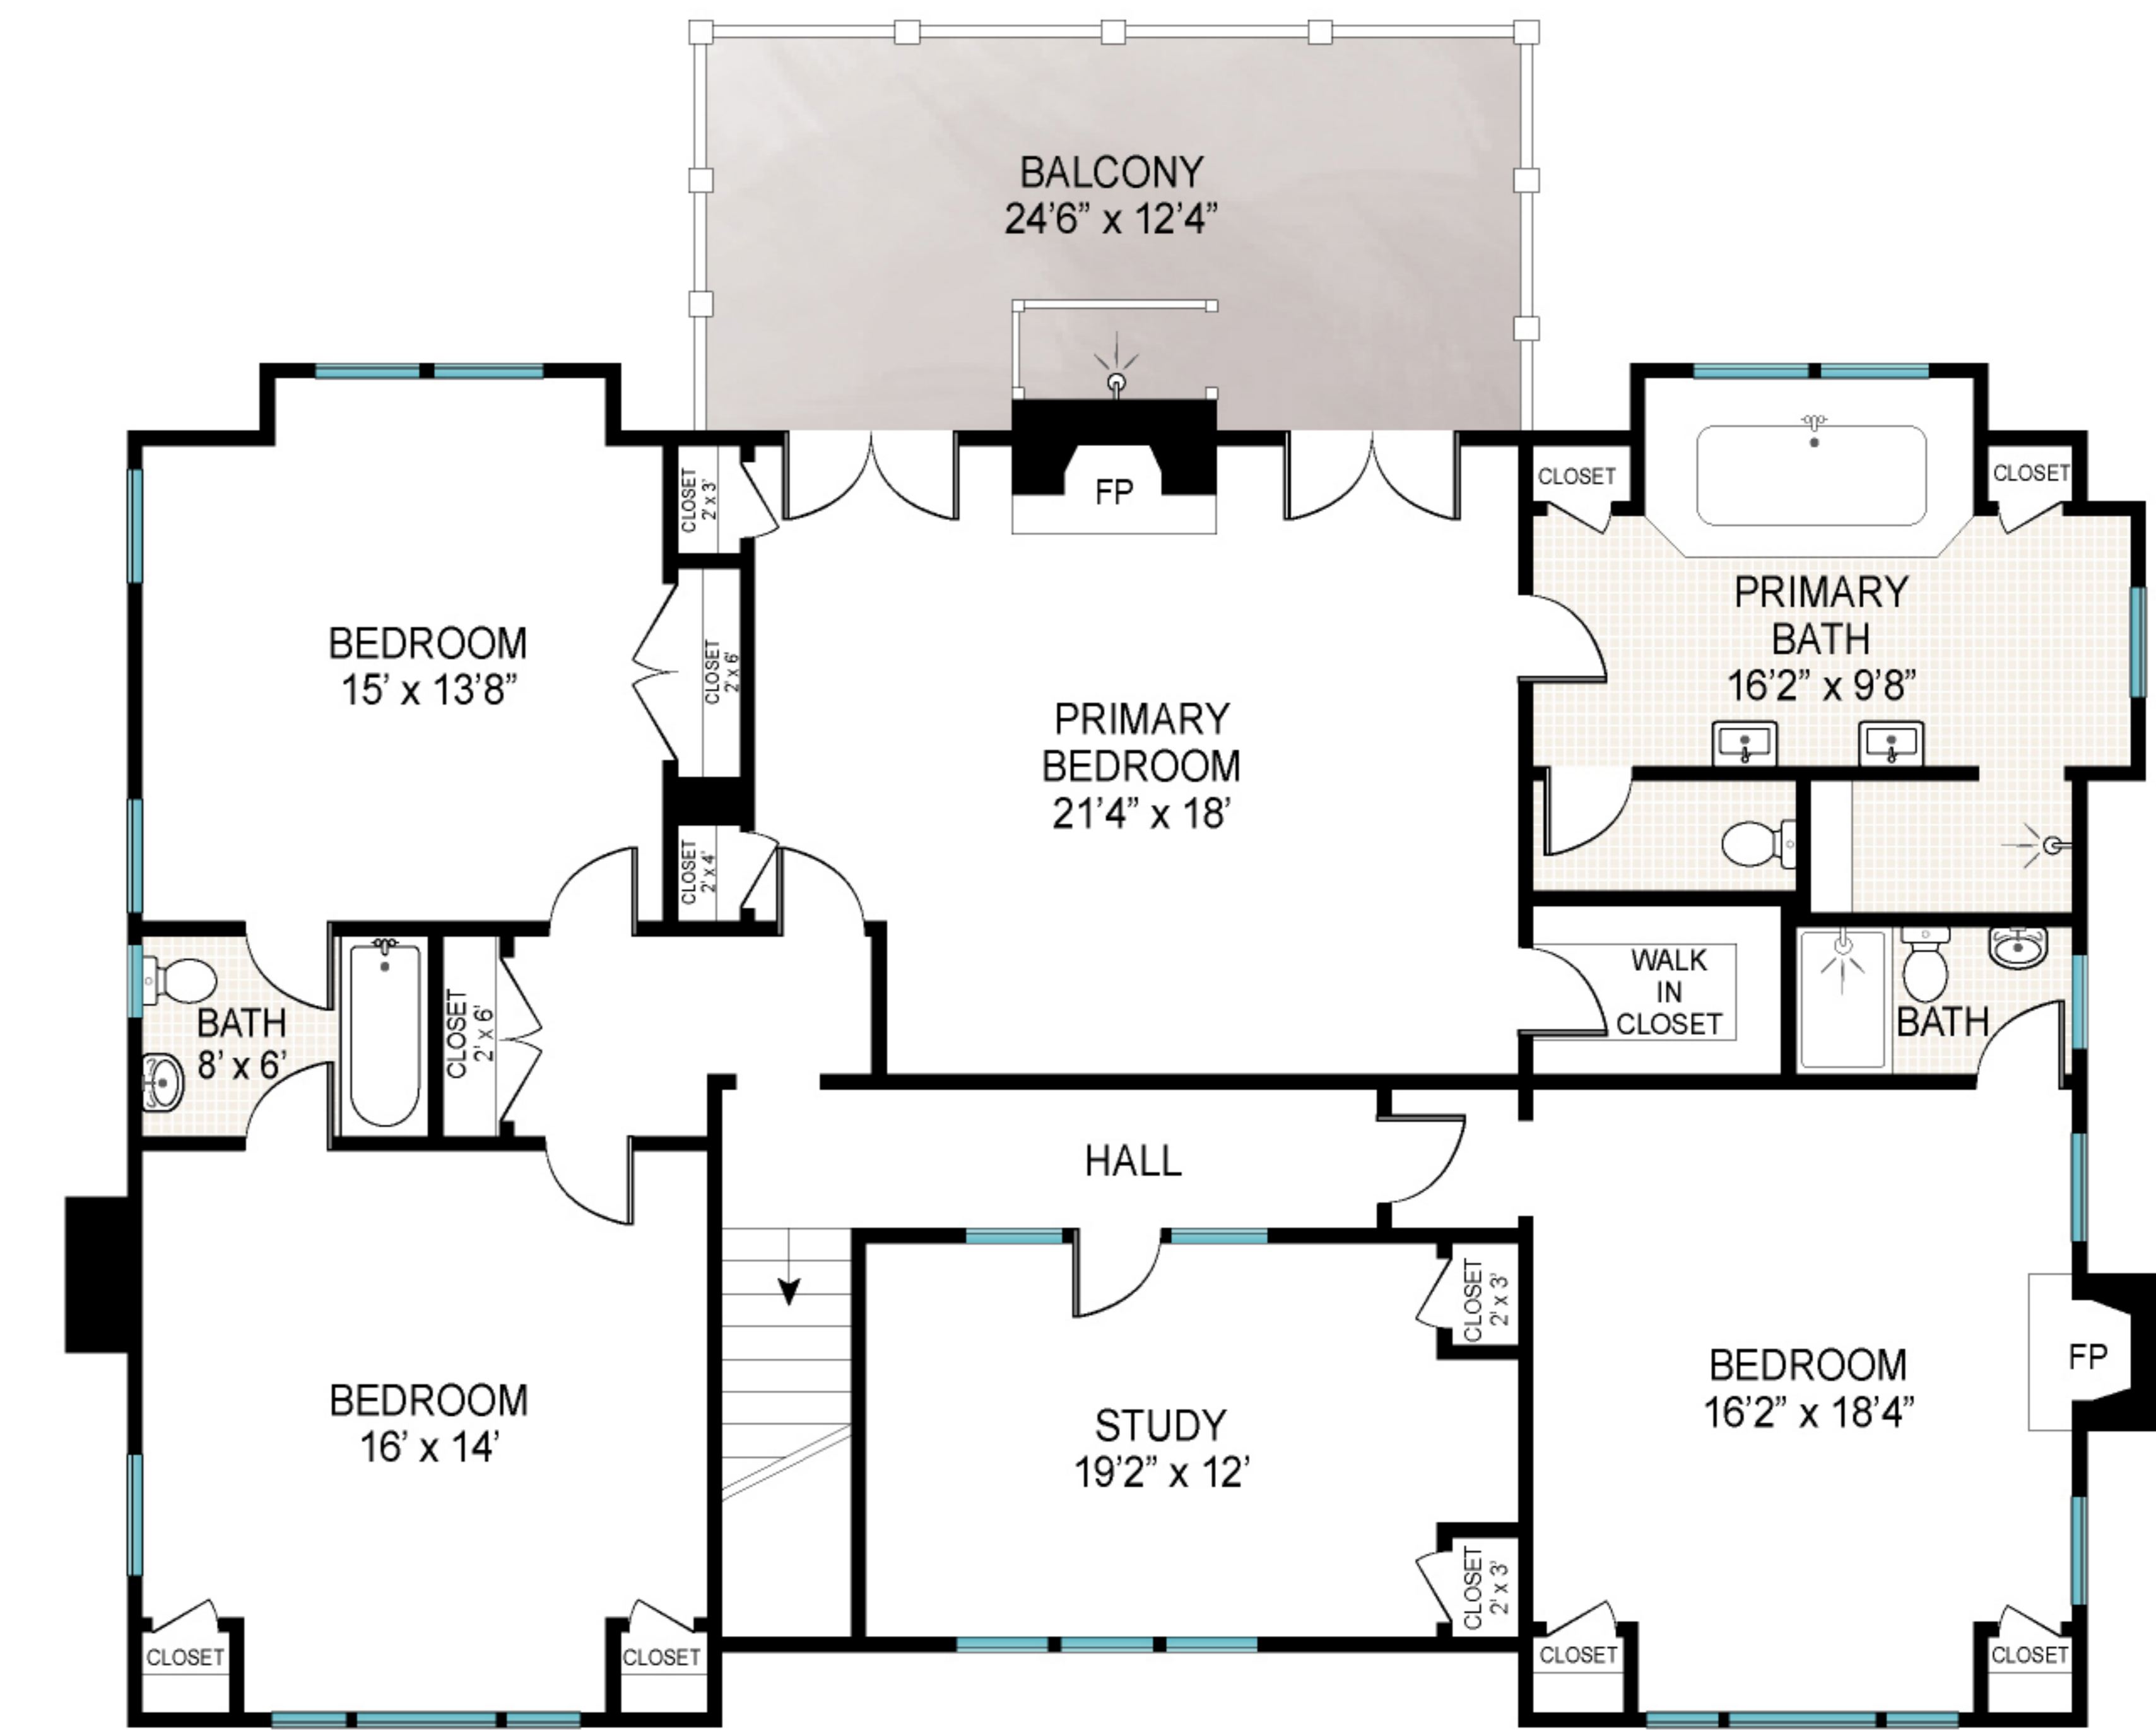 BALCONY
24’6” x 12’4”
FP
CLOSET
2' x 3'
CLOSET
CLOSET
BEDROOM
15’ x 13’8”
CLOSET
2' x 6'
PRIMARY
BEDROOM
21’4” x 18’
PRIMARY
BATH
16’2” x 9’8”
CLOSET
2' x 4'
BATH
8’ x 6’
CLOSET
2' x 6'
WALK
IN
CLOSET
BATH
HALL
BEDROOM
16’ x 14’
STUDY
19’2” x 12’
CLOSET
2' x 3'
BEDROOM
16’2” x 18’4”
FP
CLOSET
2' x 3'
CLOSET
CLOSET
CLOSET
CLOSET